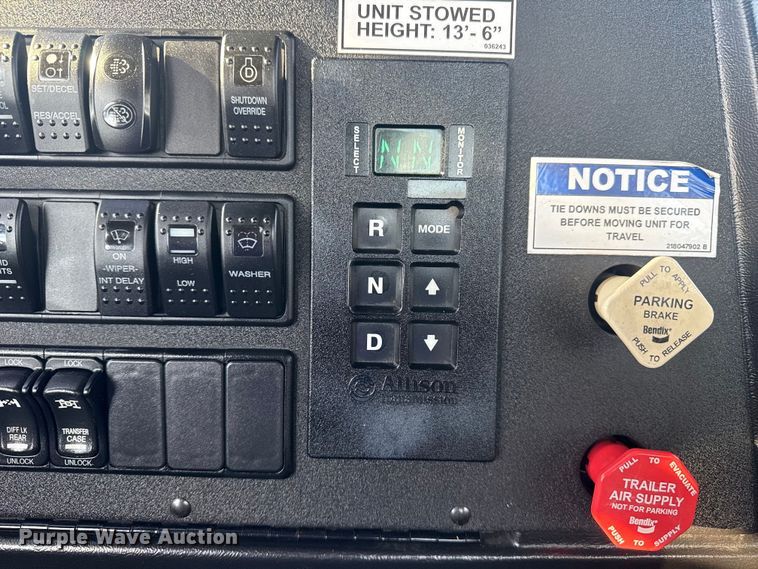 UNIT STOWED
HEIGHT: 13'- 6"
036243
SET/DECEL
RES/ACCEL
SHUTDOWN
OVERRIDE
SELECT
MONITOR
NOTICE
TIE DOWNS MUST BE SECURED
BEFORE MOVING UNIT FOR
TRAVEL
218047902 B
ON
-WIPER-
INT DELAY
HIGH
LOW
WASHER
R
MODE
N
D
Allison
Transmission
PULL TO APPLY
PARKING
BRAKE
Bendix
PUSH TO RELEASE
LOCK
LOCK
DIFF LK
REAR
TRANSFER
CASE
UNLOCK
UNLOCK
PULL TO EVACUATE
TRAILER
AIR SUPPLY
NOT FOR PARKING
Bendix
PUSH TO SUPPLY
Purple Wave Auction